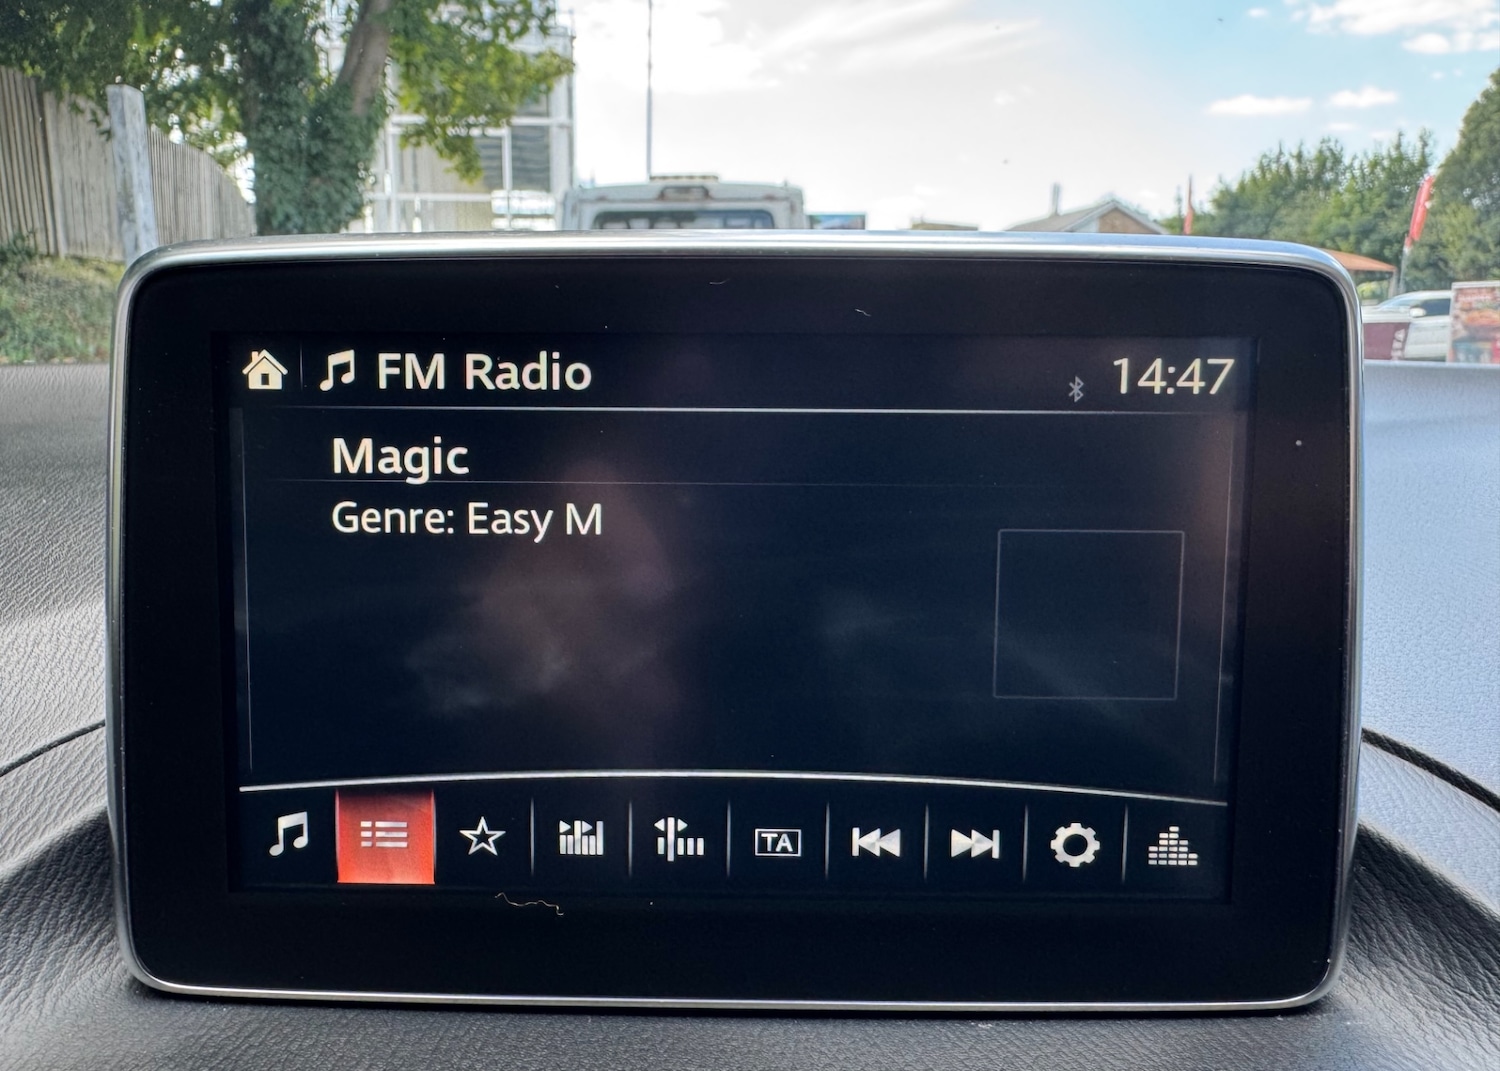 FM Radio
14:47
Magic
Genre: Easy M
TA